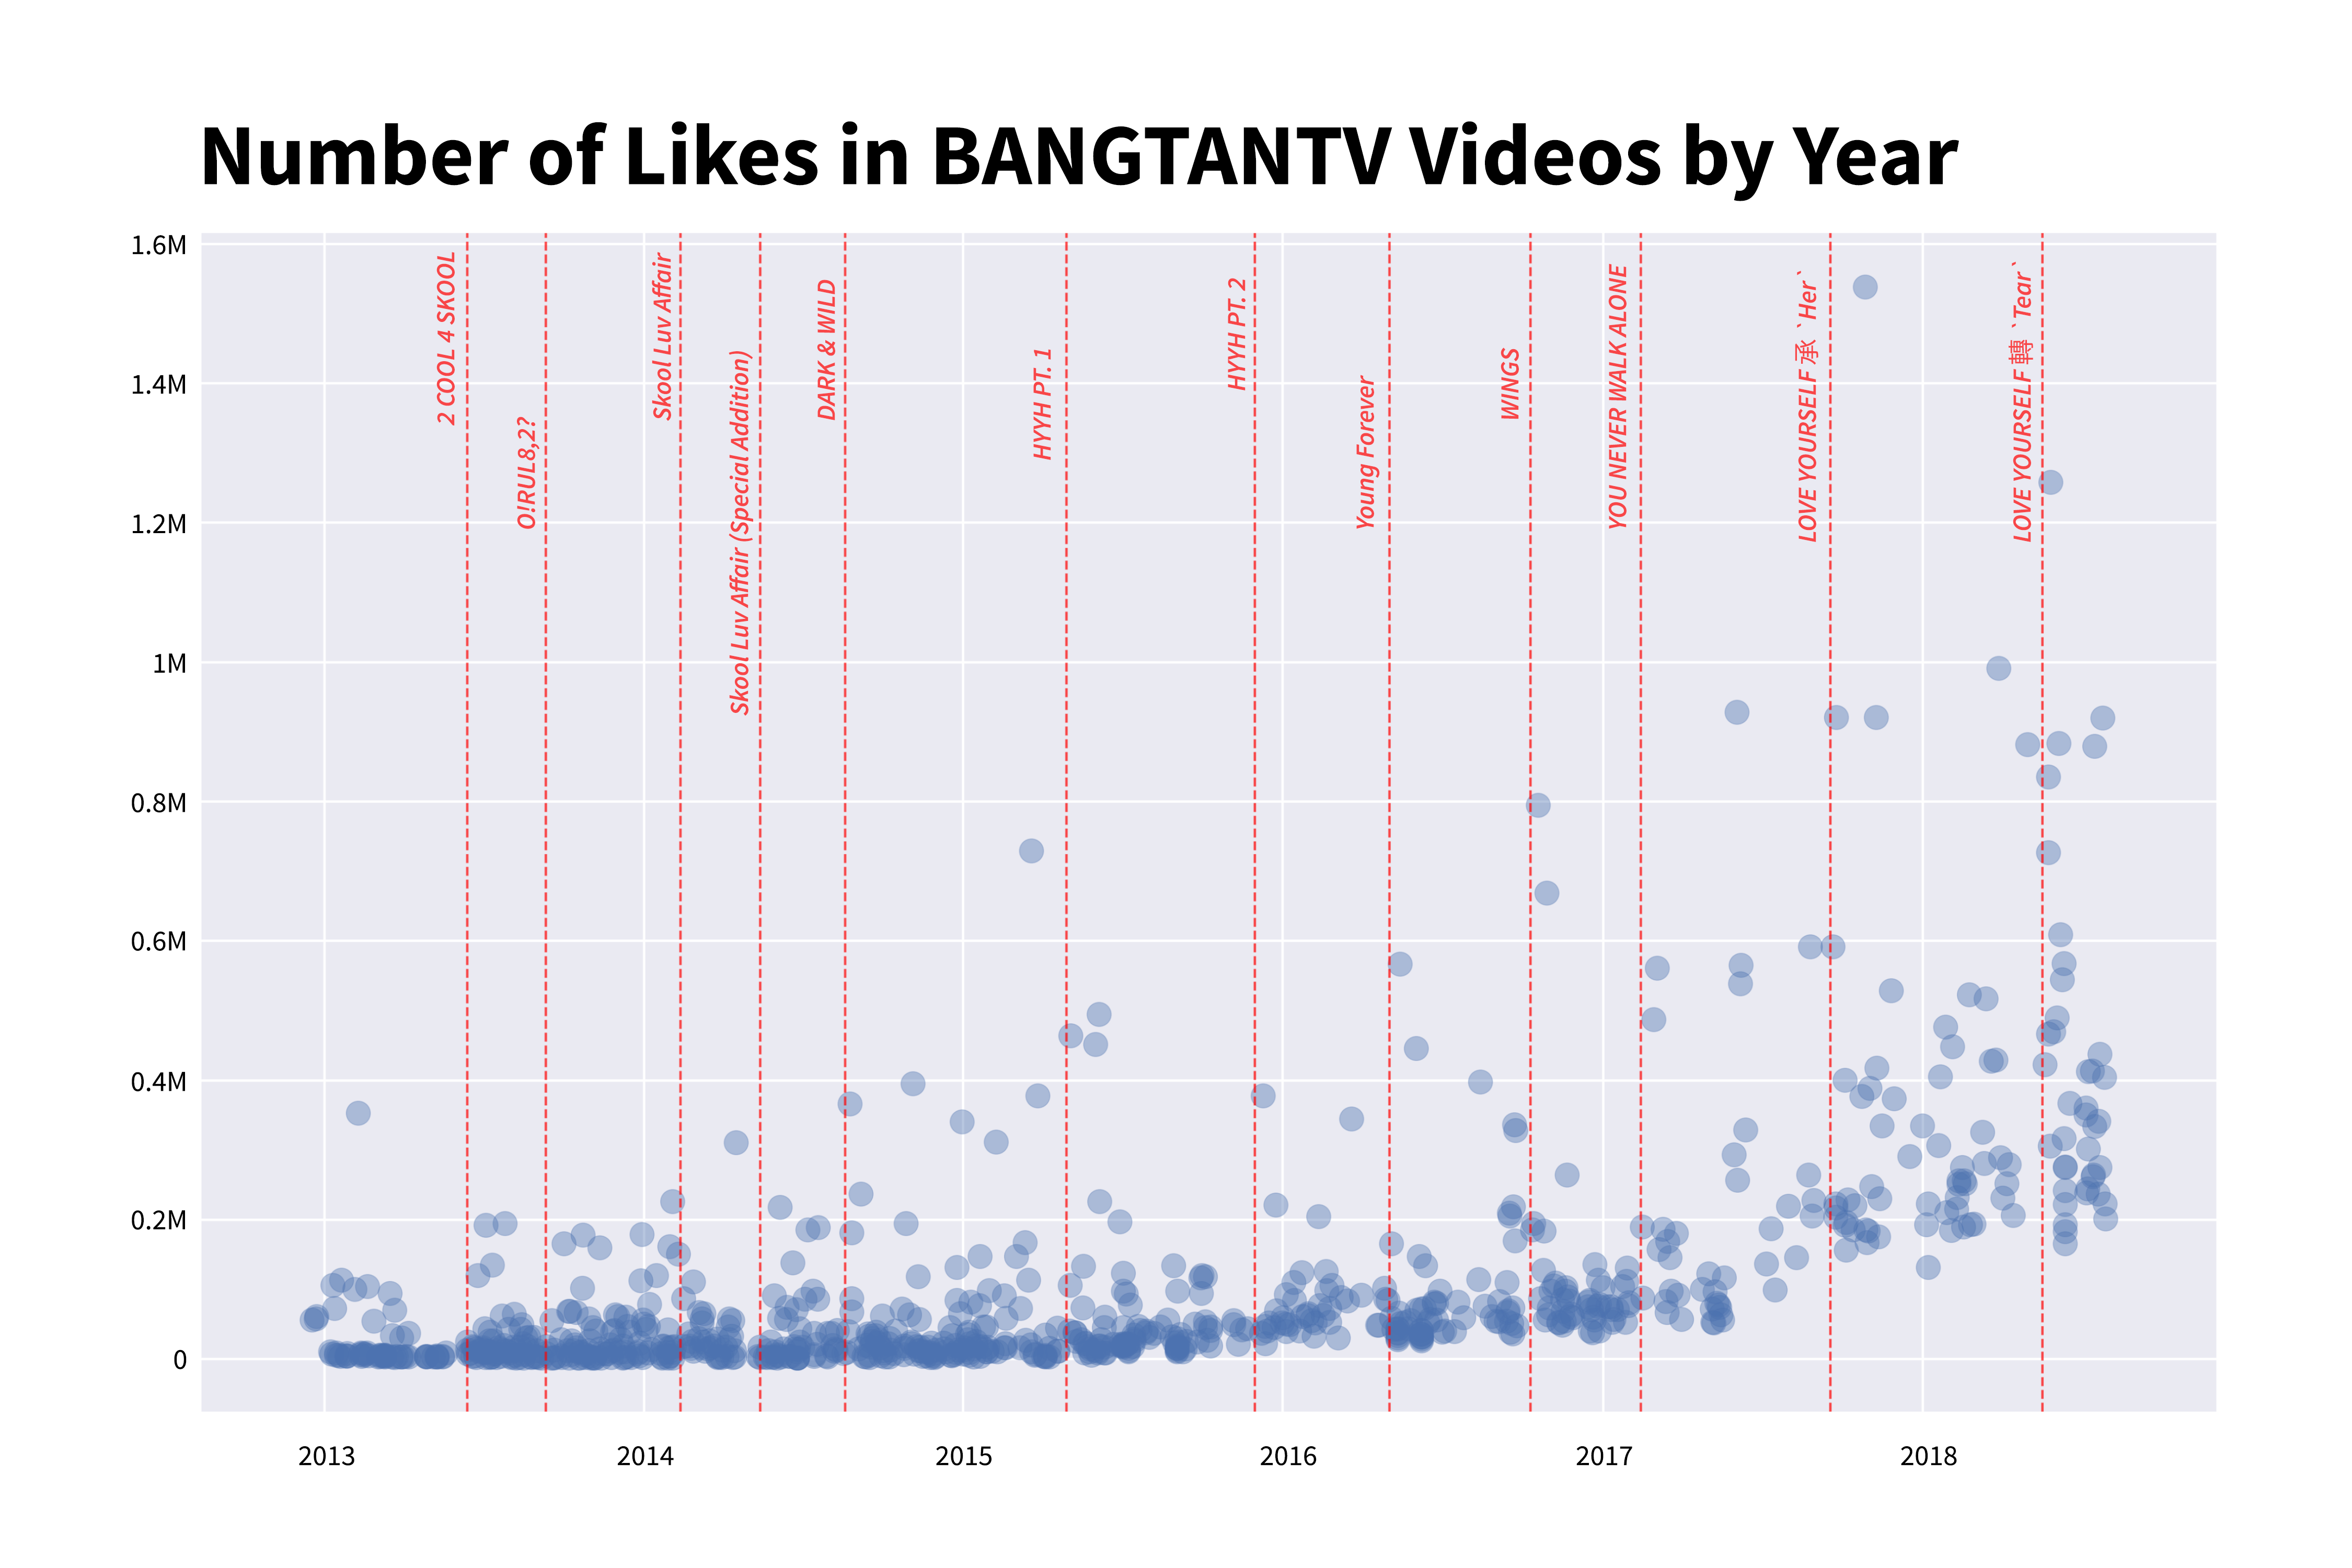 Number of Likes in BANGTANTV Videos by Year
1.6M
1.4M
1.2M
1M
0.8M
0.6M
0.4M
0.2M
0
2 COOL 4 SKOOL
O!RUL8,2?
Skool Luv Affair
Skool Luv Affair (Special Addition)
DARK & WILD
HYYH PT. 1
HYYH PT. 2
Young Forever
WINGS
YOU NEVER WALK ALONE
LOVE YOURSELF 承 `Her`
LOVE YOURSELF 轉 `Tear`
2013
2014
2015
2016
2017
2018